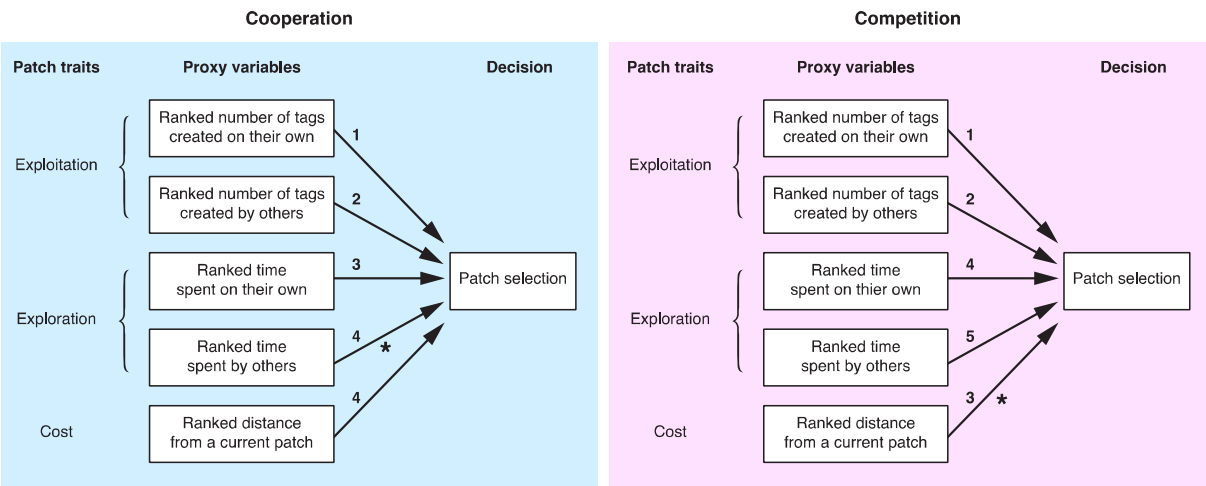 Cooperation
Patch traits
Proxy variables
Decision
Exploitation
Ranked number of tags
created on their own
1
Ranked number of tags
created by others
2
Exploration
Ranked time
spent on their own
3
Ranked time
spent by others
4
*
Cost
Ranked distance
from a current patch
4
Patch selection
Competition
Patch traits
Proxy variables
Decision
Exploitation
Ranked number of tags
created on their own
1
Ranked number of tags
created by others
2
Exploration
Ranked time
spent on thier own
4
Ranked time
spent by others
5
Cost
Ranked distance
from a current patch
3
*
Patch selection